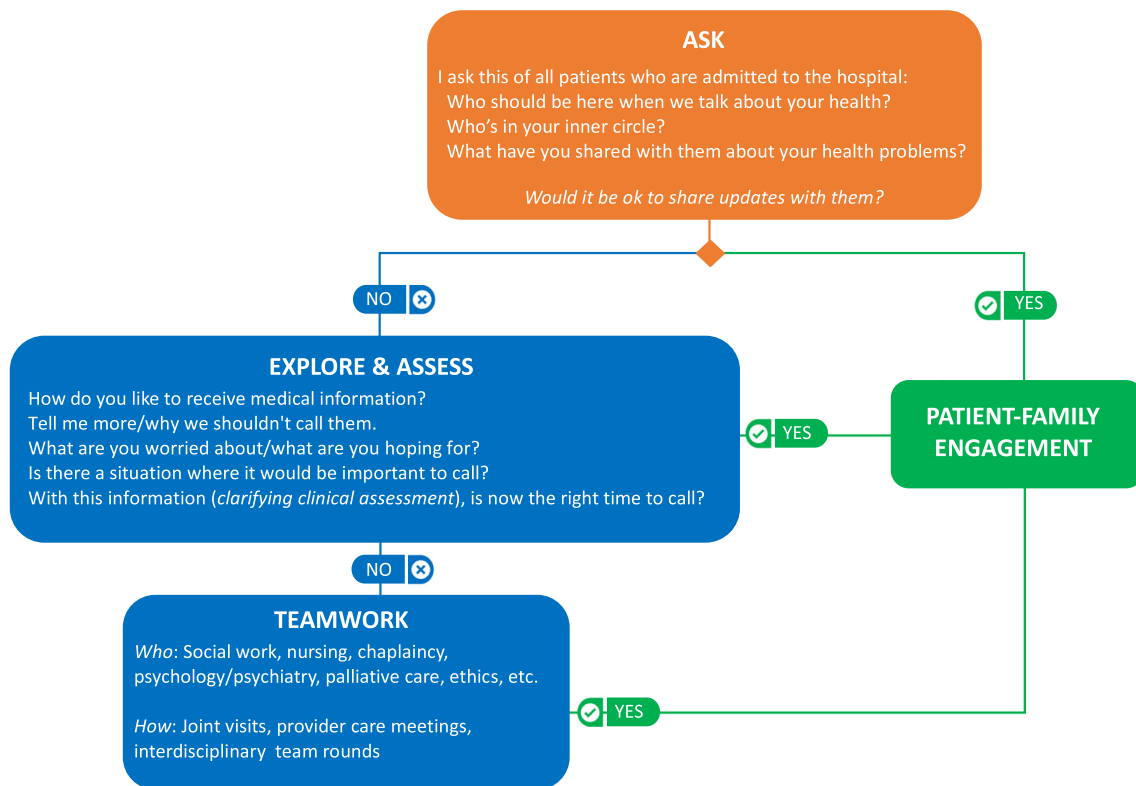 ASK
I ask this of all patients who are admitted to the hospital:
Who should be here when we talk about your health?
Who's in your inner circle?
What have you shared with them about your health problems?
Would it be ok to share updates with them?
NO
YES
EXPLORE & ASSESS
How do you like to receive medical information?
Tell me more/why we shouldn't call them.
What are you worried about/what are you hoping for?
Is there a situation where it would be important to call?
With this information (clarifying clinical assessment), is now the right time to call?
YES
PATIENT-FAMILY
ENGAGEMENT
NO
TEAMWORK
Who: Social work, nursing, chaplaincy,
psychology/psychiatry, palliative care, ethics, etc.
How: Joint visits, provider care meetings,
interdisciplinary  team rounds
YES